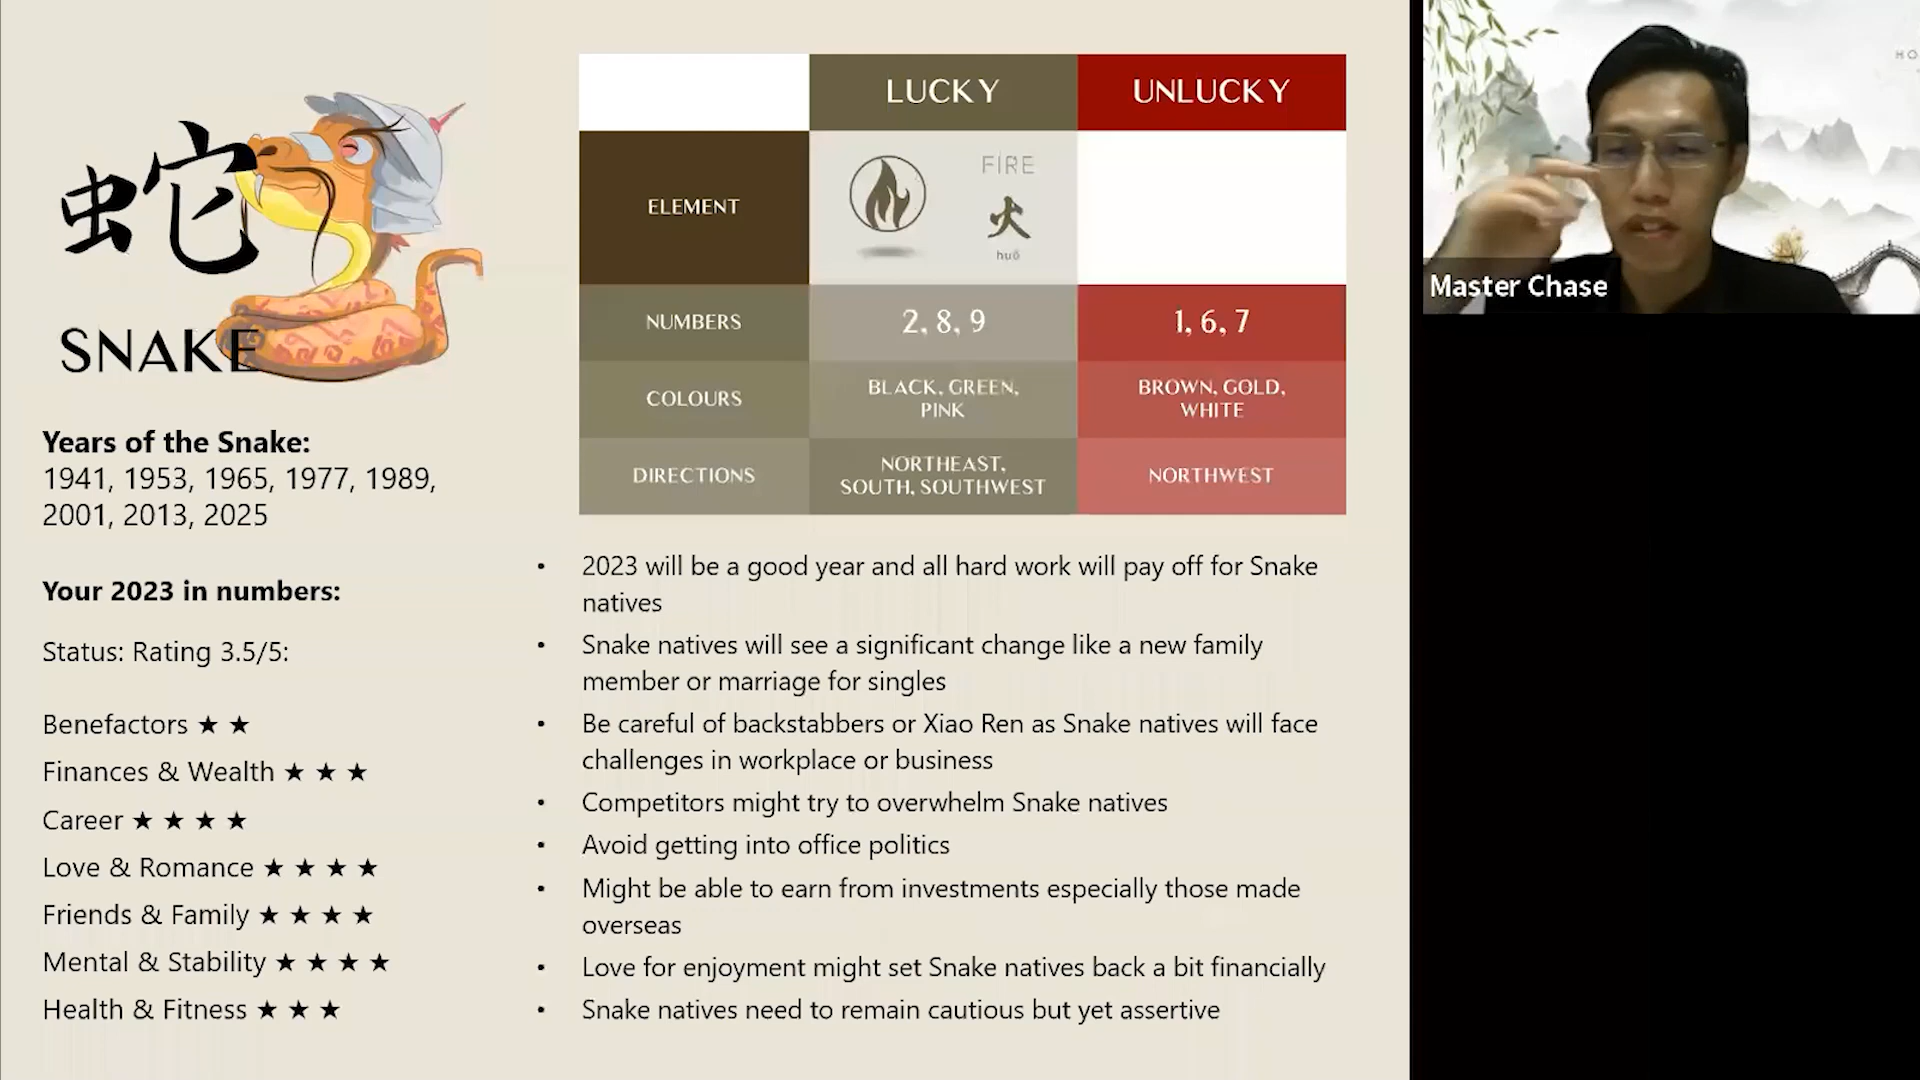 蛇
SNAKE
Years of the Snake:
1941, 1953, 1965, 1977, 1989,
2001, 2013, 2025
Your 2023 in numbers:
Status: Rating 3.5/5:
Benefactors ★ ★
Finances & Wealth ★ ★ ★
Career ★ ★ ★ ★
Love & Romance ★ ★ ★ ★
Friends & Family ★ ★ ★ ★
Mental & Stability ★ ★ ★ ★
Health & Fitness ★ ★ ★
LUCKY
UNLUCKY
ELEMENT
FIRE
火
huǒ
NUMBERS
2, 8, 9
1, 6, 7
COLOURS
BLACK, GREEN,
PINK
BROWN, GOLD,
WHITE
DIRECTIONS
NORTHEAST,
SOUTH, SOUTHWEST
NORTHWEST
• 2023 will be a good year and all hard work will pay off for Snake
natives
• Snake natives will see a significant change like a new family
member or marriage for singles
• Be careful of backstabbers or Xiao Ren as Snake natives will face
challenges in workplace or business
• Competitors might try to overwhelm Snake natives
• Avoid getting into office politics
• Might be able to earn from investments especially those made
overseas
• Love for enjoyment might set Snake natives back a bit financially
• Snake natives need to remain cautious but yet assertive
Master Chase